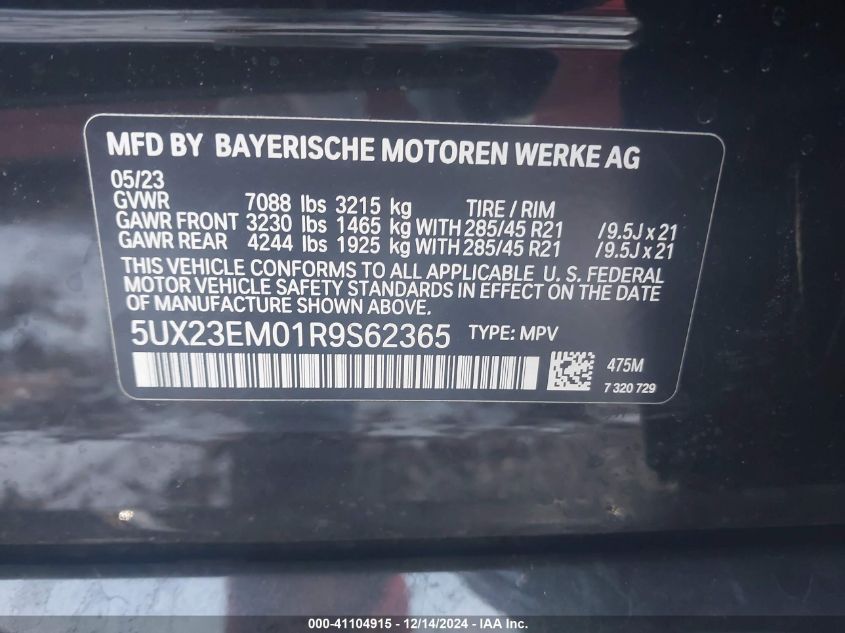 MFD BY BAYERISCHE MOTOREN WERKE AG
05/23
GVWR 7088 lbs 3215 kg TIRE / RIM
GAWR FRONT 3230 lbs 1465 kg WITH 285/45 R21 /9.5J x 21
GAWR REAR 4244 lbs 1925 kg WITH 285/45 R21 /9.5J x 21
THIS VEHICLE CONFORMS TO ALL APPLICABLE U. S. FEDERAL
MOTOR VEHICLE SAFETY STANDARDS IN EFFECT ON THE DATE
OF MANUFACTURE SHOWN ABOVE.
5UX23EM01R9S62365 TYPE: MPV
475M
7 320 729
000-41104915 - 12/14/2024 - IAA Inc.